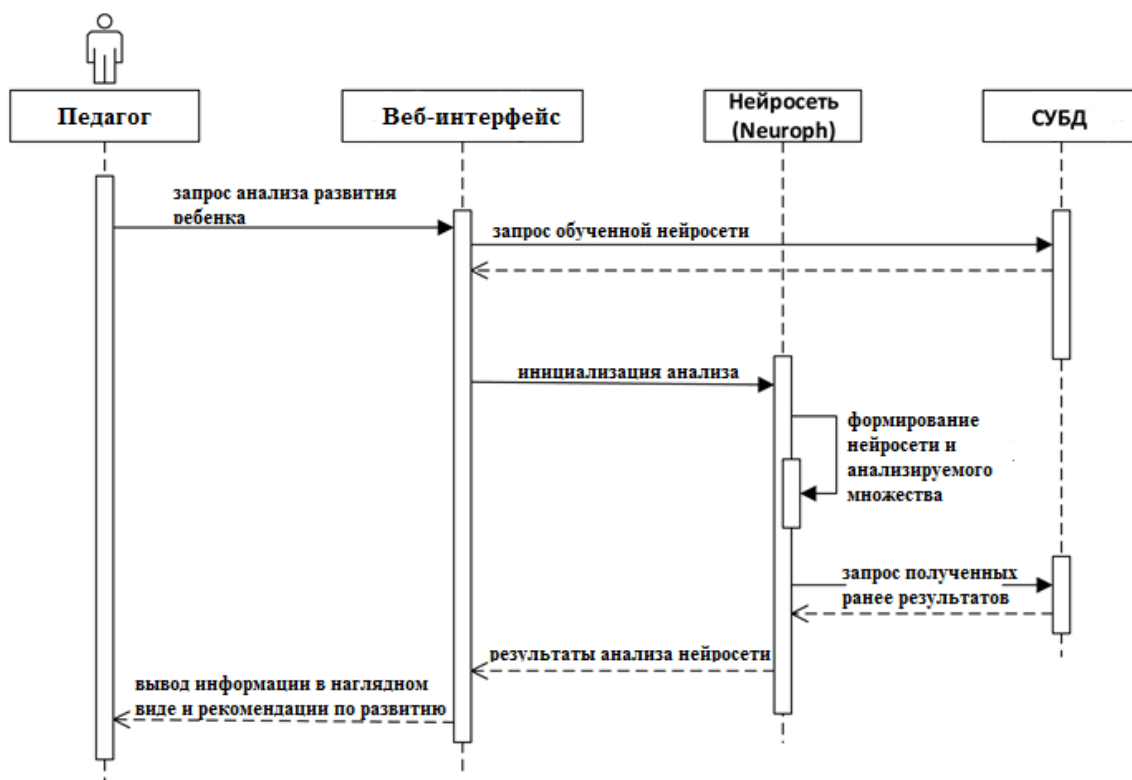 Педагог
Веб-интерфейс
Нейросеть
(Neuroph)
СУБД
запрос анализа развития
ребенка
запрос обученной нейросети
инициализация анализа
формирование
нейросети и
анализируемого
множества
запрос полученных
ранее результатов
результаты анализа нейросети
вывод информации в наглядном
виде и рекомендации по развитию